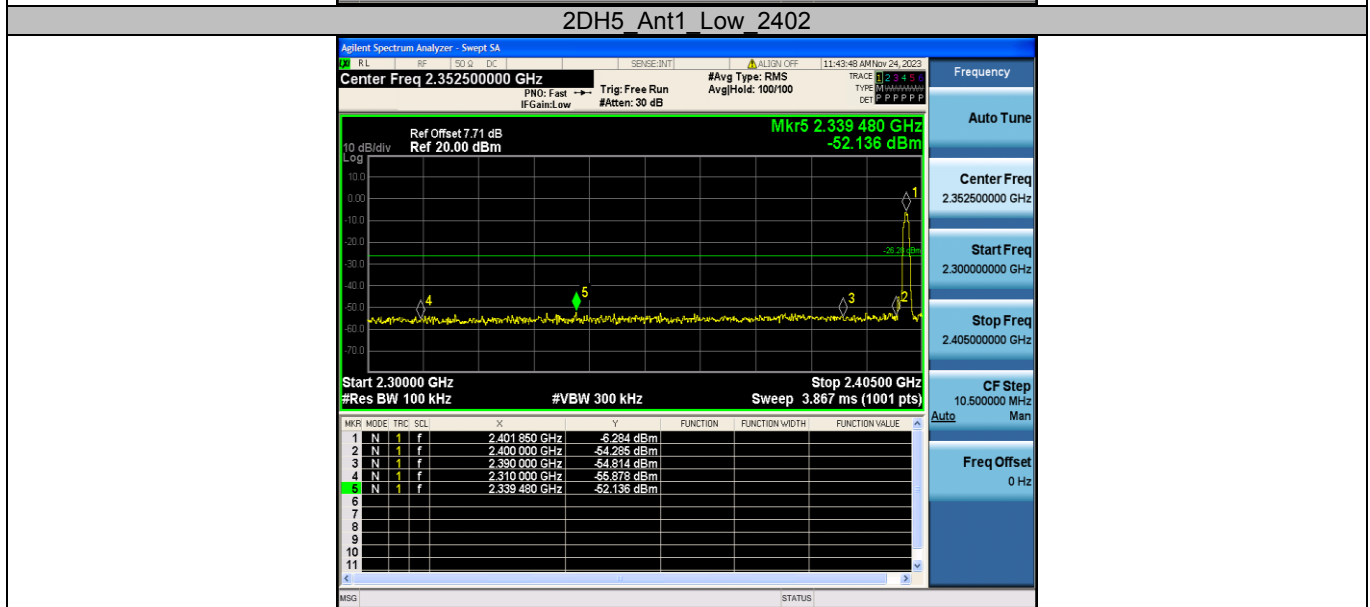 2DH5_Ant1_Low_2402
Agilent Spectrum Analyzer - Swept SA
RL RF 50 Ω DC SENSE:INT ALIGN OFF 11:43:48 AM Nov 24, 2023
Center Freq 2.352500000 GHz
PNO: Fast
IFGain:Low
Trig: Free Run
#Atten: 30 dB
#Avg Type: RMS
Avg|Hold: 100/100
TRACE 1 2 3 4 5 6
TYPE M
DET P P P P P P
Ref Offset 7.71 dB
Ref 20.00 dBm
10 dB/div
Log
Mkr5 2.339 480 GHz
-52.136 dBm
10.0
0.00
-10.0
-20.0
-30.0
-40.0
-50.0
-60.0
-70.0
1
2
3
4
5
Start 2.30000 GHz
Stop 2.40500 GHz
#Res BW 100 kHz
#VBW 300 kHz
Sweep 3.867 ms (1001 pts)
MKR MODE TRC SCL X Y FUNCTION FUNCTION WIDTH FUNCTION VALUE
1 N 1 f 2.401 850 GHz -6.284 dBm
2 N 1 f 2.400 000 GHz -54.285 dBm
3 N 1 f 2.390 000 GHz -54.814 dBm
4 N 1 f 2.310 000 GHz -55.878 dBm
5 N 1 f 2.339 480 GHz -52.136 dBm
6
7
8
9
10
11
MSG
STATUS
Frequency
Auto Tune
Center Freq
2.352500000 GHz
Start Freq
2.300000000 GHz
Stop Freq
2.405000000 GHz
CF Step
10.500000 MHz
Auto Man
Freq Offset
0 Hz